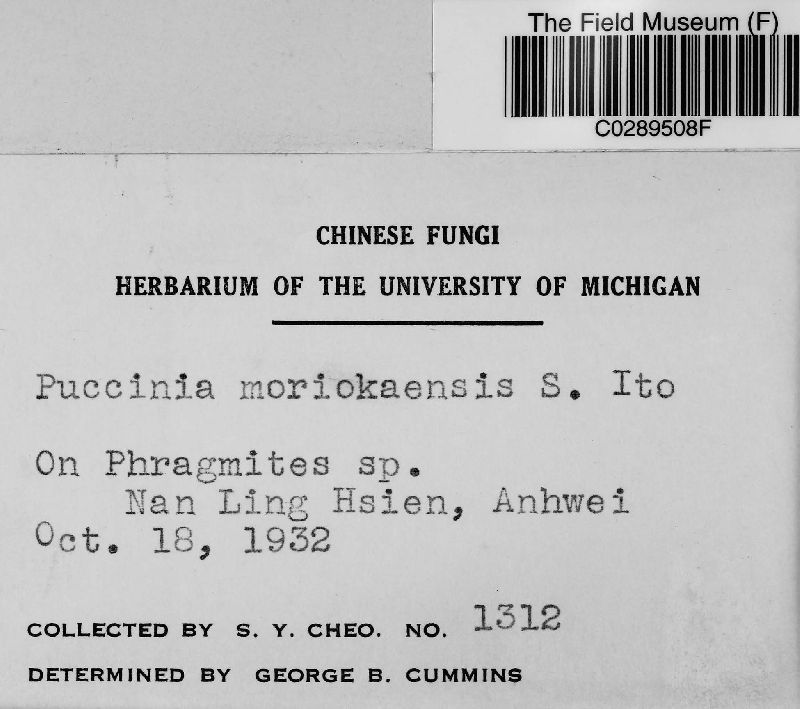 The Field Museum (F)
C0289508F
CHINESE FUNGI
HERBARIUM OF THE UNIVERSITY OF MICHIGAN
Puccinia moriokaensis S. Ito
On Phragmites sp.
Nan Ling Hsien, Anhwei
Oct. 18, 1932
COLLECTED BY S. Y. CHEO. NO. 1312
DETERMINED BY GEORGE B. CUMMINS